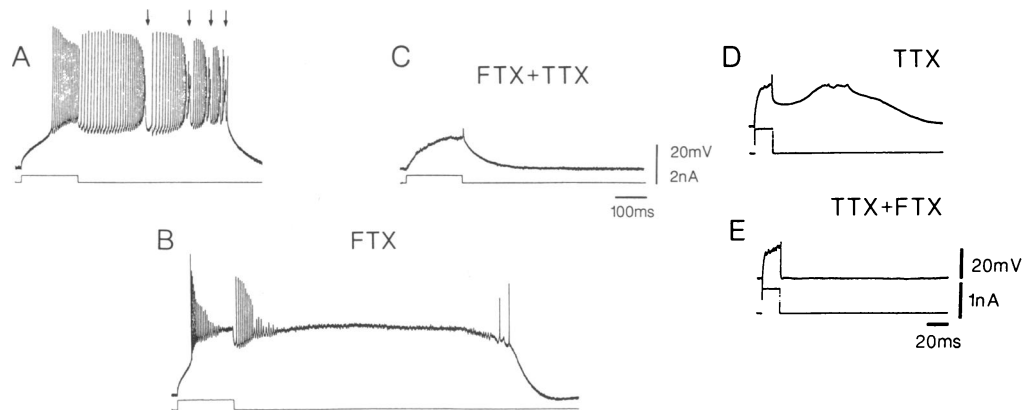 A
C
FTX+TTX
20mV
2nA
100ms
B
FTX
D
TTX
TTX+FTX
E
20mV
1nA
20ms